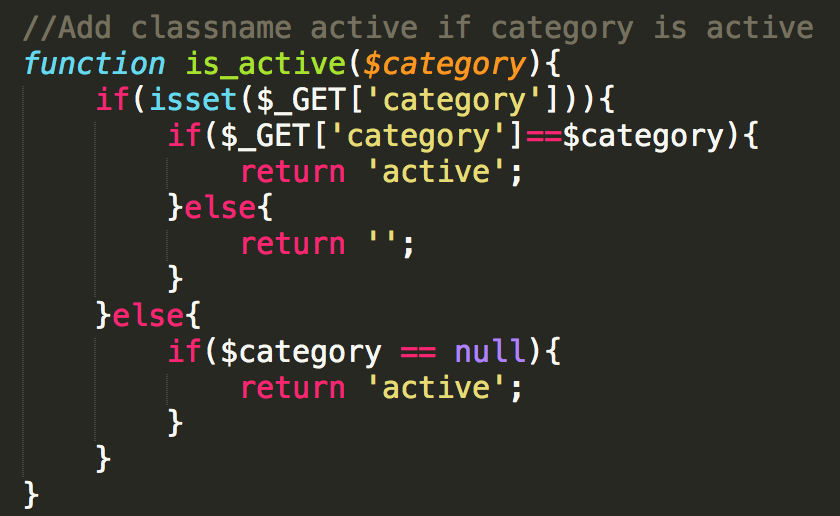 //Add classname active if category is active
function is_active($category){
    if(isset($_GET['category'])){
        if($_GET['category']==$category){
            return 'active';
        }else{
            return '';
        }
    }else{
        if($category == null){
            return 'active';
        }
    }
}